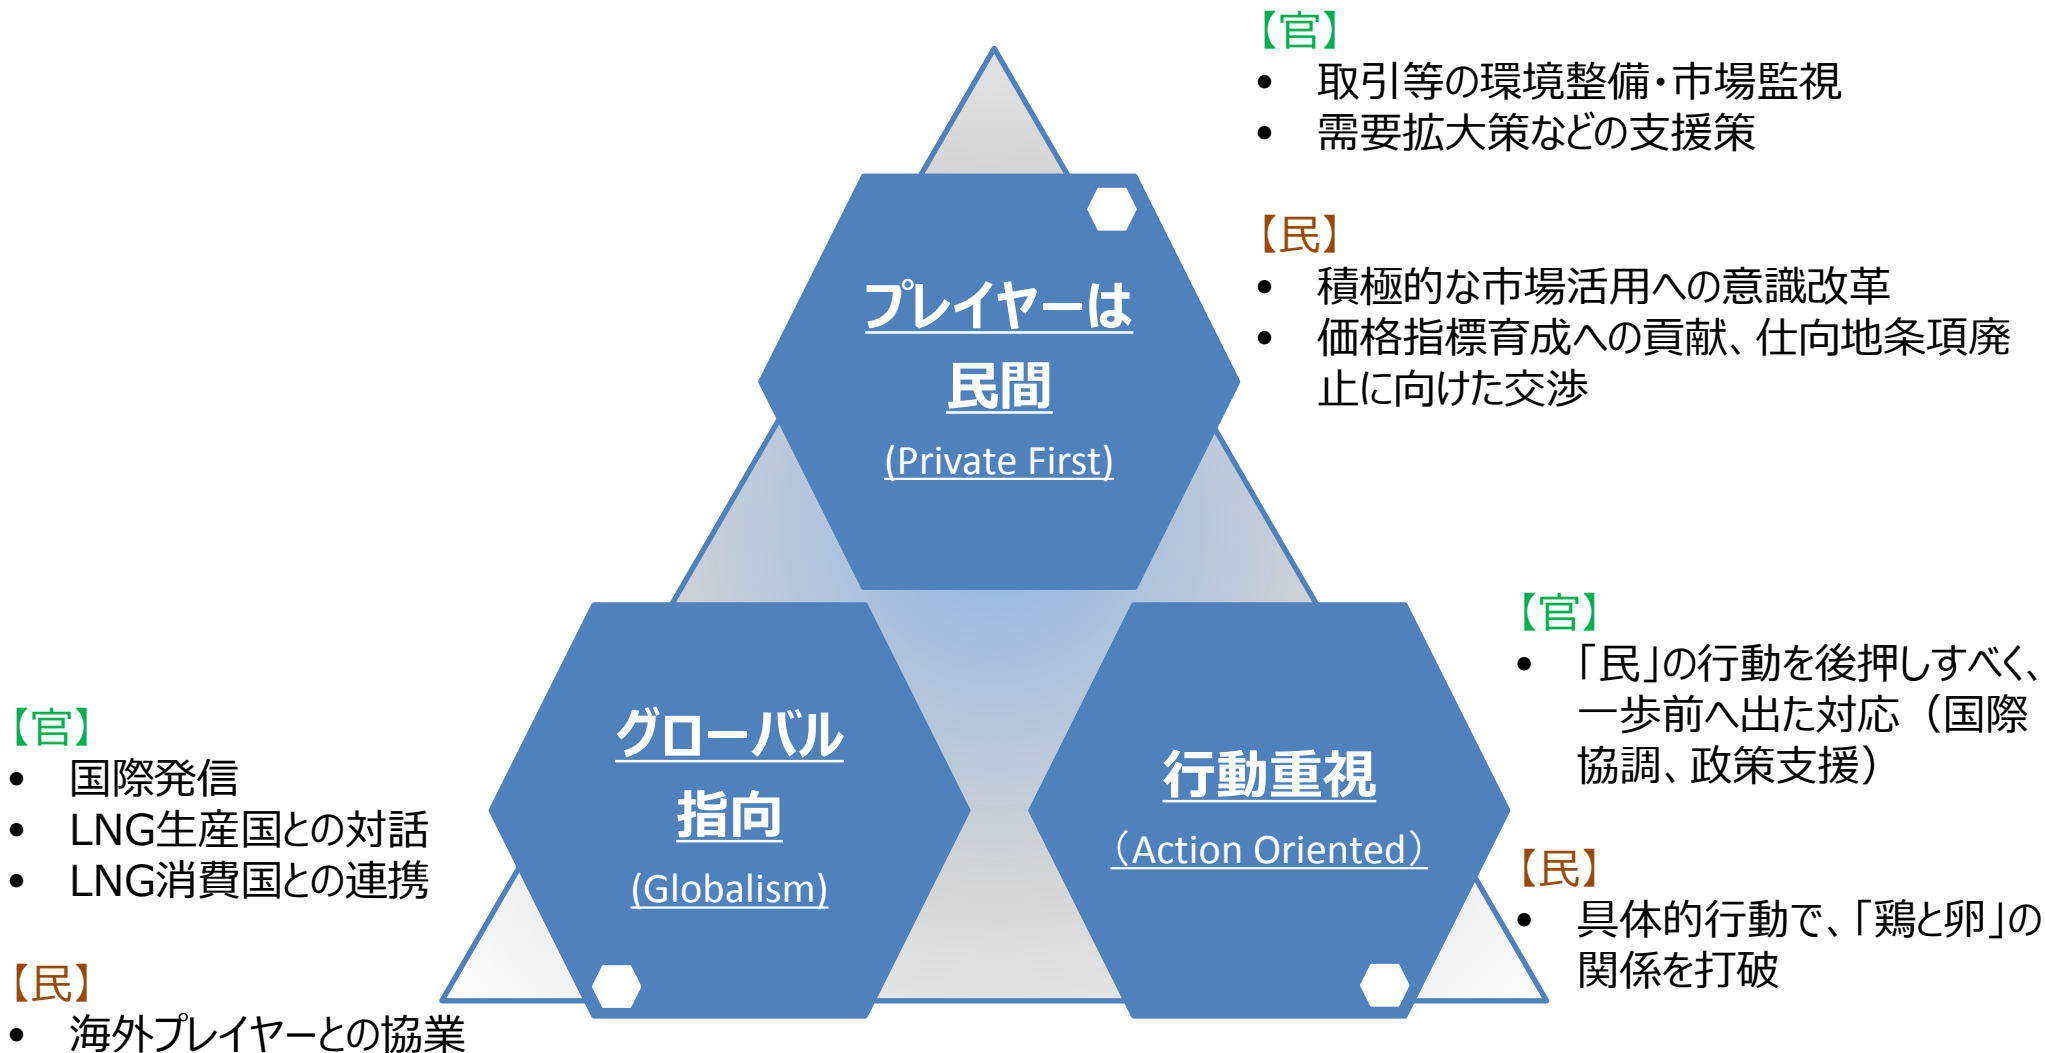 【官】
• 取引等の環境整備・市場監視
• 需要拡大策などの支援策
【民】
• 積極的な市場活用への意識改革
• 価格指標育成への貢献、仕向地条項廃
止に向けた交渉
プレイヤーは
民間
(Private First)
【官】
• 「民」の行動を後押しすべく、
一歩前へ出た対応（国際
協調、政策支援）
【民】
• 具体的行動で、「鶏と卵」の
関係を打破
行動重視
（Action Oriented）
グローバル
指向
(Globalism)
【官】
• 国際発信
• LNG生産国との対話
• LNG消費国との連携
【民】
• 海外プレイヤーとの協業